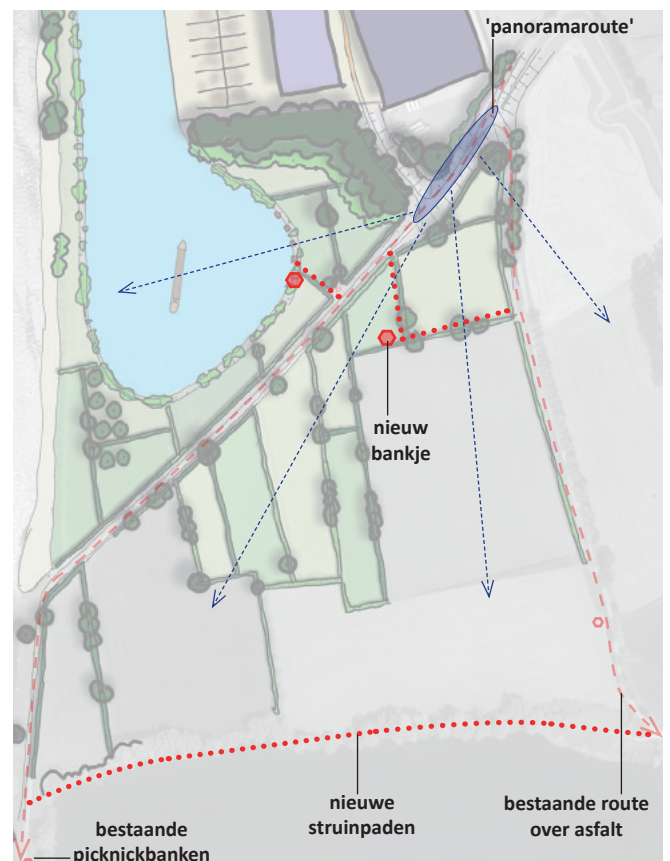 'panoramaroute'
nieuw
bankje
nieuwe
struinpaden
bestaande route
over asfalt
bestaande
picknickbanken